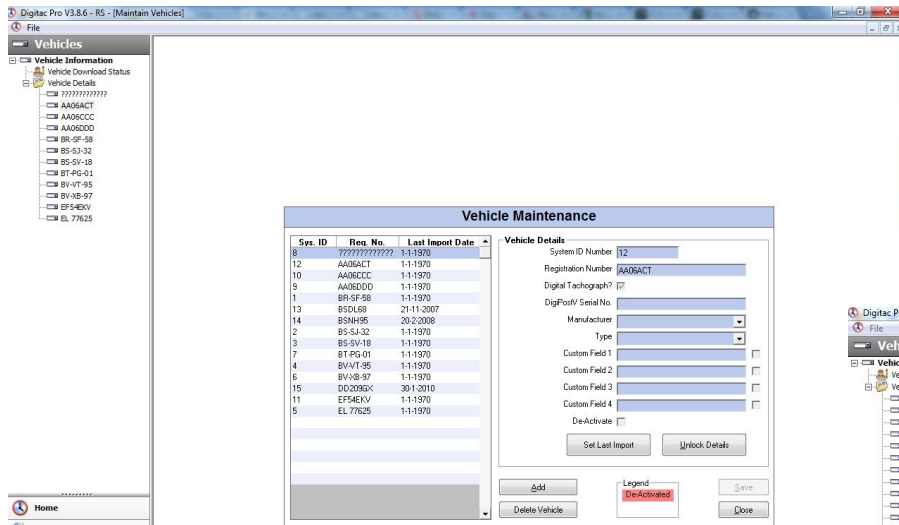 Digitac Pro V3.8.6 - RS - [Maintain Vehicles]
File
Vehicles
Vehicle Information
Vehicle Download Status
Vehicle Details
?????????????
AA06ACT
AA06CCC
AA06DDD
BR-SF-58
BS-SJ-32
BS-SV-18
BT-PG-01
BV-VT-95
BV-XB-97
EF54EKV
EL 77625
Home
Vehicle Maintenance
Sys. ID Reg. No. Last Import Date
8 ????????????? 1-1-1970
12 AA06ACT 1-1-1970
10 AA06CCC 1-1-1970
9 AA06DDD 1-1-1970
1 BR-SF-58 1-1-1970
13 BSDL68 21-11-2007
14 BSNH95 20-2-2008
2 BS-SJ-32 1-1-1970
3 BS-SV-18 1-1-1970
7 BT-PG-01 1-1-1970
4 BV-VT-95 1-1-1970
6 BV-XB-97 1-1-1970
15 DD209GX 30-1-2010
11 EF54EKV 1-1-1970
5 EL 77625 1-1-1970
Vehicle Details
System ID Number 12
Registration Number AA06ACT
Digital Tachograph?
DigiPostV Serial No.
Manufacturer
Type
Custom Field 1
Custom Field 2
Custom Field 3
Custom Field 4
De-Activate
Set Last Import Unlock Details
Add
Legend
De-Activated
Save
Delete Vehicle
Close
Digitac P
File
Veh
Vehic
Ve
Ve